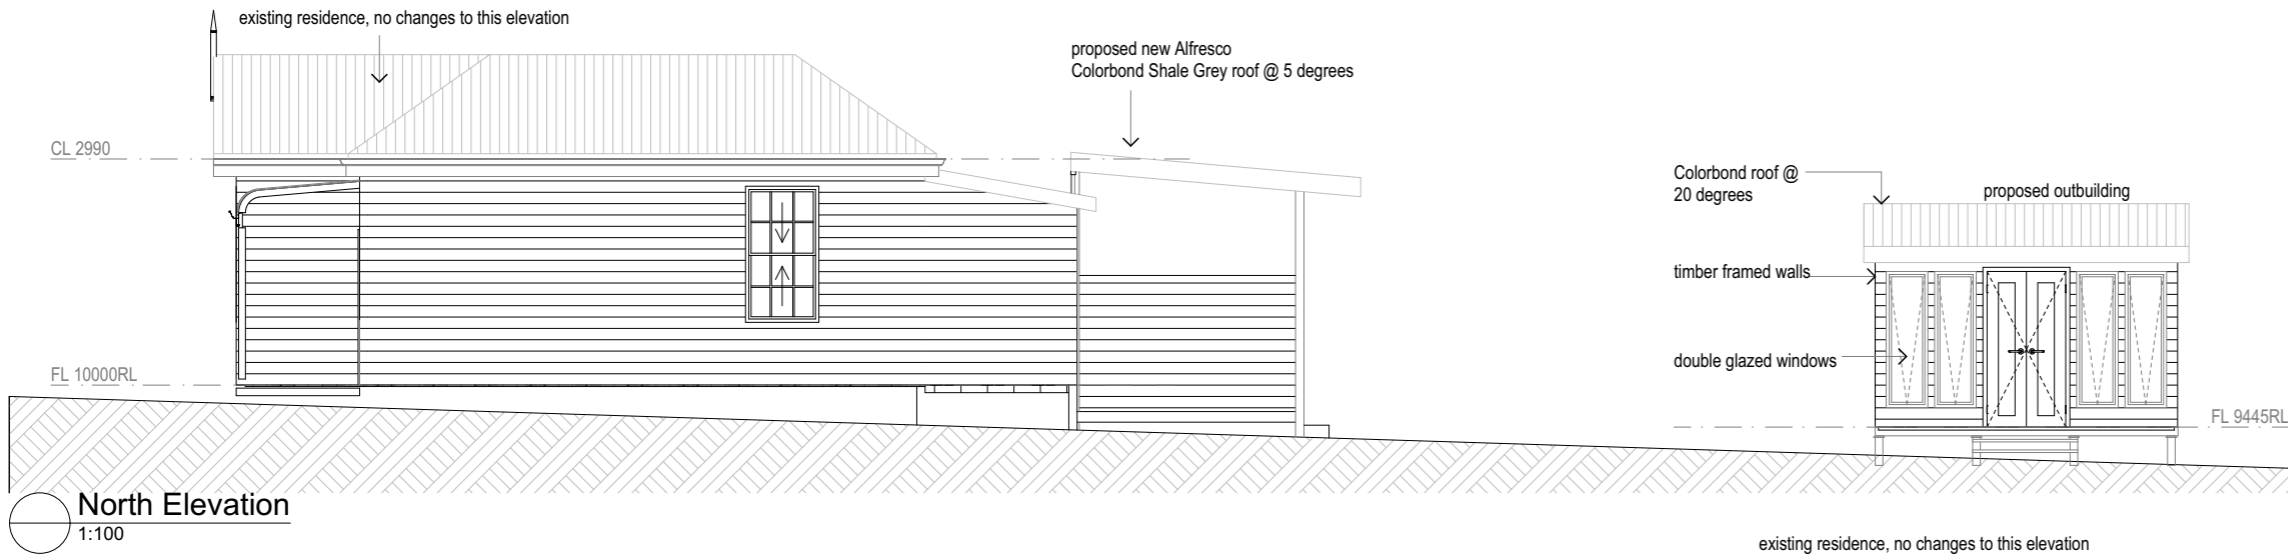 existing residence, no changes to this elevation
proposed new Alfresco
Colorbond Shale Grey roof @ 5 degrees
CL 2990
Colorbond roof @
20 degrees
proposed outbuilding
timber framed walls
double glazed windows
FL 10000RL
FL 9445RL
North Elevation
1:100
existing residence, no changes to this elevation